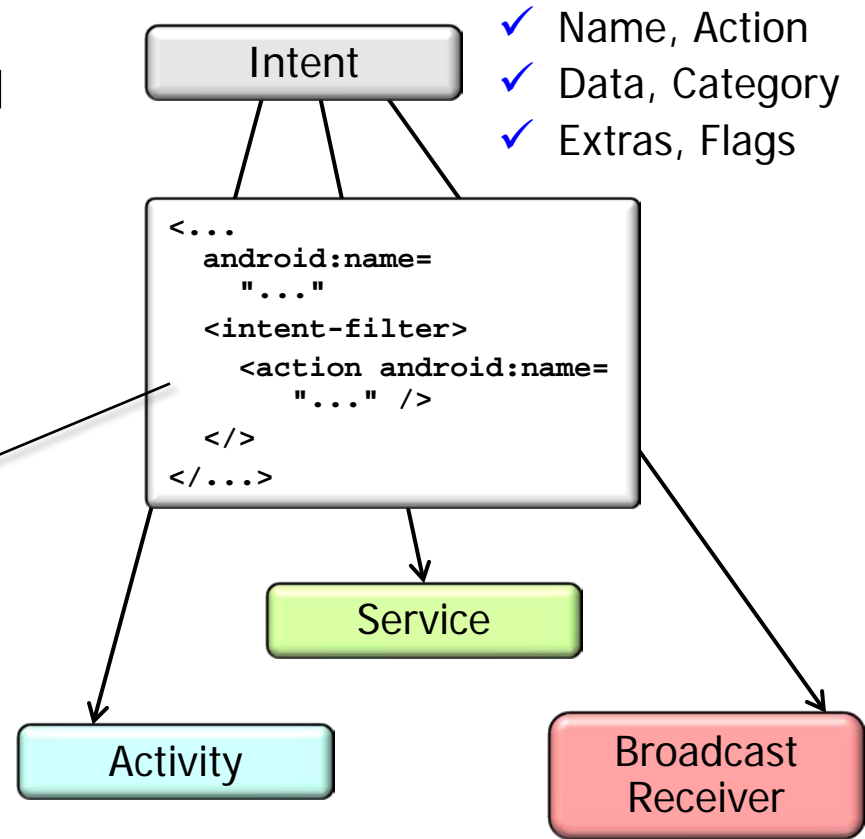 Intent
✓ Name, Action
✓ Data, Category
✓ Extras, Flags
<...
android:name=
"..."
<intent-filter>
<action android:name=
"..." />
</>
</...>
Service
Activity
Broadcast
Receiver